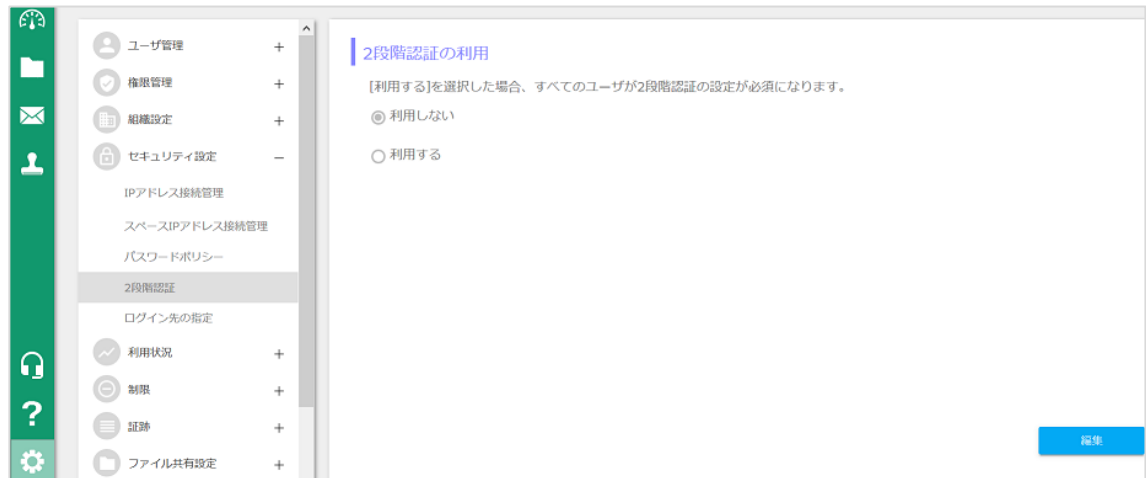 ユーザ管理 +
権限管理 +
組織設定 +
セキュリティ設定 −
IPアドレス接続管理
スペースIPアドレス接続管理
パスワードポリシー
2段階認証
ログイン先の指定
利用状況 +
制限 +
証跡 +
ファイル共有設定 +
2段階認証の利用
[利用する]を選択した場合、すべてのユーザが2段階認証の設定が必須になります。
利用しない
利用する
編集
?